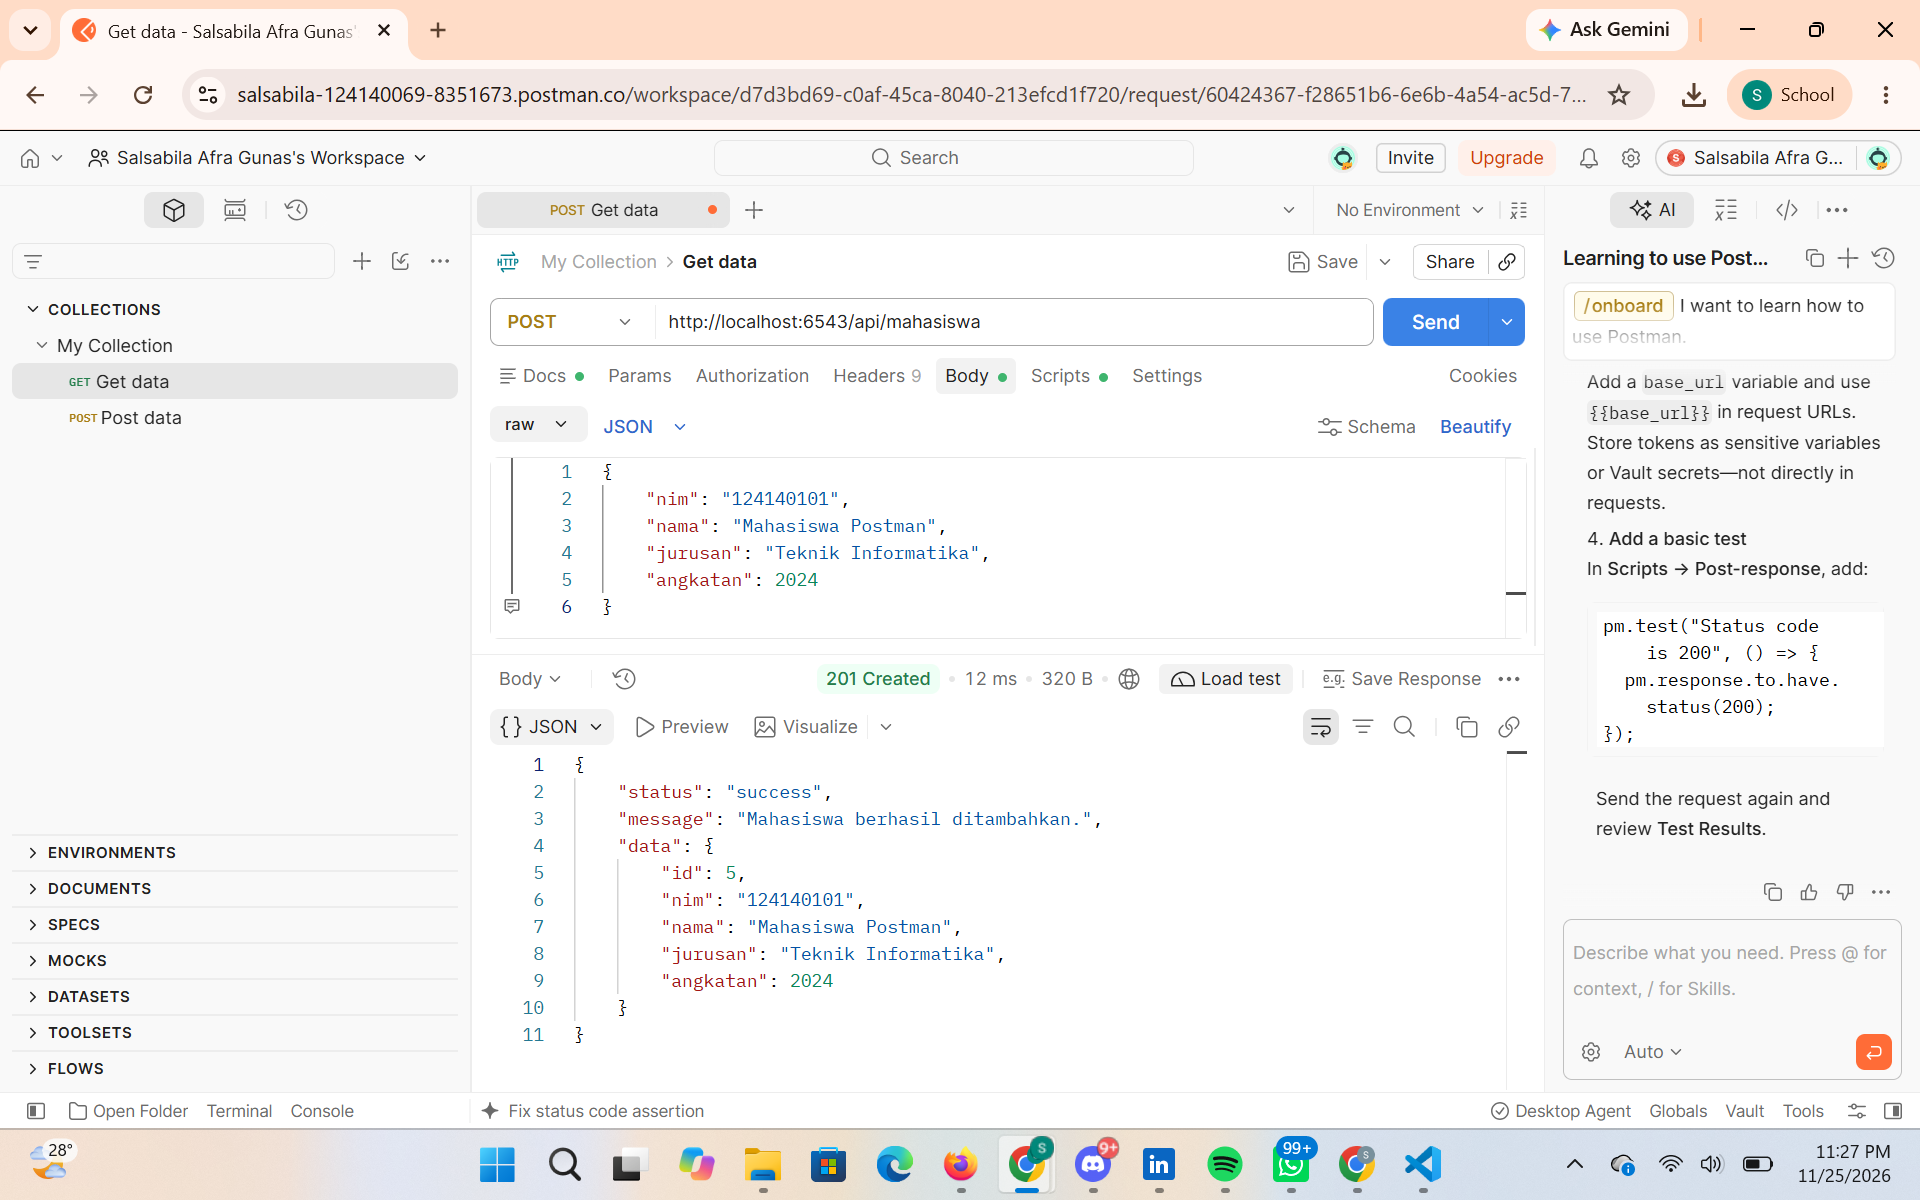 Get data - Salsabila Afra Gunas'
Ask Gemini
salsabila-124140069-8351673.postman.co/workspace/d7d3bd69-c0af-45ca-8040-213efcd1f720/request/60424367-f28651b6-6e6b-4a54-ac5d-7...
S School
Salsabila Afra Gunas's Workspace
Search
Invite
Upgrade
S Salsabila Afra G...
POST Get data
No Environment
AI
HTTP My Collection > Get data
Save
Share
Learning to use Post...
/onboard I want to learn how to
use Postman.
COLLECTIONS
My Collection
GET Get data
POST Post data
ENVIRONMENTS
DOCUMENTS
SPECS
MOCKS
DATASETS
TOOLSETS
FLOWS
POST
http://localhost:6543/api/mahasiswa
Send
Docs
Params
Authorization
Headers 9
Body
Scripts
Settings
Cookies
raw
JSON
Schema
Beautify
1 {
2 "nim": "124140101",
3 "nama": "Mahasiswa Postman",
4 "jurusan": "Teknik Informatika",
5 "angkatan": 2024
6 }
Body
201 Created
12 ms
320 B
Load test
e.g. Save Response
{} JSON
Preview
Visualize
1 {
2 "status": "success",
3 "message": "Mahasiswa berhasil ditambahkan.",
4 "data": {
5 "id": 5,
6 "nim": "124140101",
7 "nama": "Mahasiswa Postman",
8 "jurusan": "Teknik Informatika",
9 "angkatan": 2024
10 }
11 }
Add a base_url variable and use
{{base_url}} in request URLs.
Store tokens as sensitive variables
or Vault secrets—not directly in
requests.
4. Add a basic test
In Scripts → Post-response, add:
pm.test("Status code
is 200", () => {
pm.response.to.have.
status(200);
});
Send the request again and
review Test Results.
Describe what you need. Press @ for
context, / for Skills.
Auto
Open Folder
Terminal
Console
Fix status code assertion
Desktop Agent
Globals
Vault
Tools
28°
S
9+
in
99+
S
11:27 PM
11/25/2026